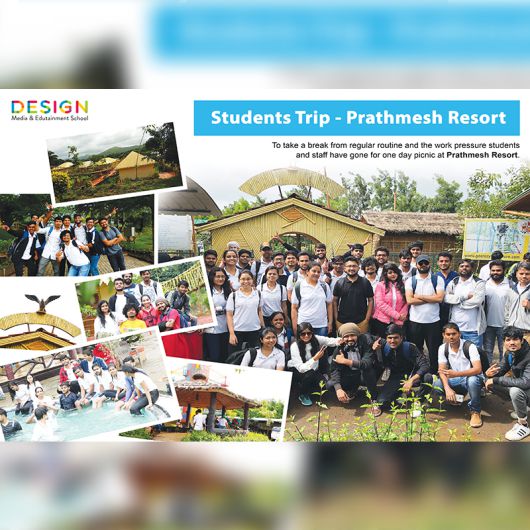 DESIGN
Media & Edutainment School
Students Trip - Prathmesh Resort
To take a break from regular routine and the work pressure students
and staff have gone for one day picnic at Prathmesh Resort.